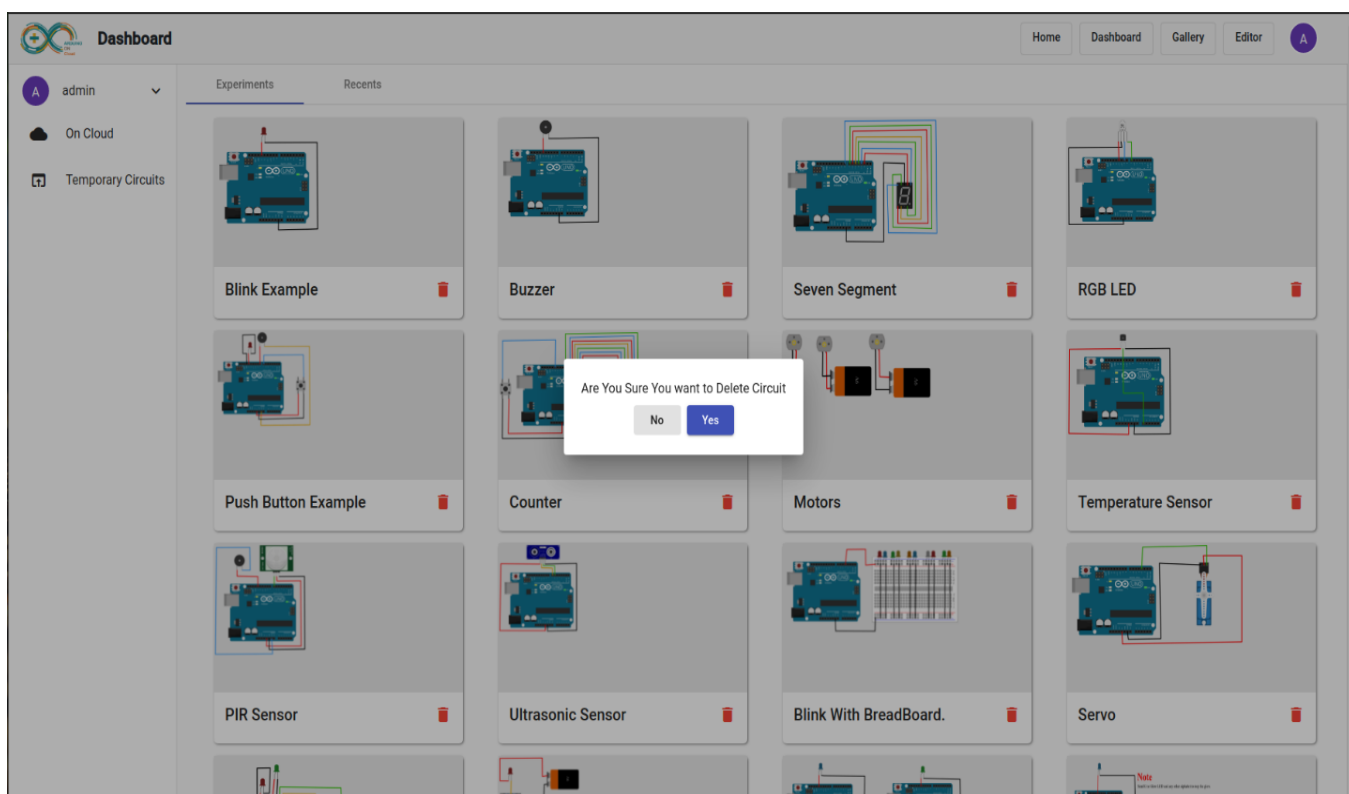 Dashboard
Home
Dashboard
Gallery
Editor
A
A
admin
On Cloud
Temporary Circuits
Experiments
Recents
Blink Example
Buzzer
Seven Segment
RGB LED
Are You Sure You want to Delete Circuit
No
Yes
Push Button Example
Counter
Motors
Temperature Sensor
PIR Sensor
Ultrasonic Sensor
Blink With BreadBoard.
Servo
Note